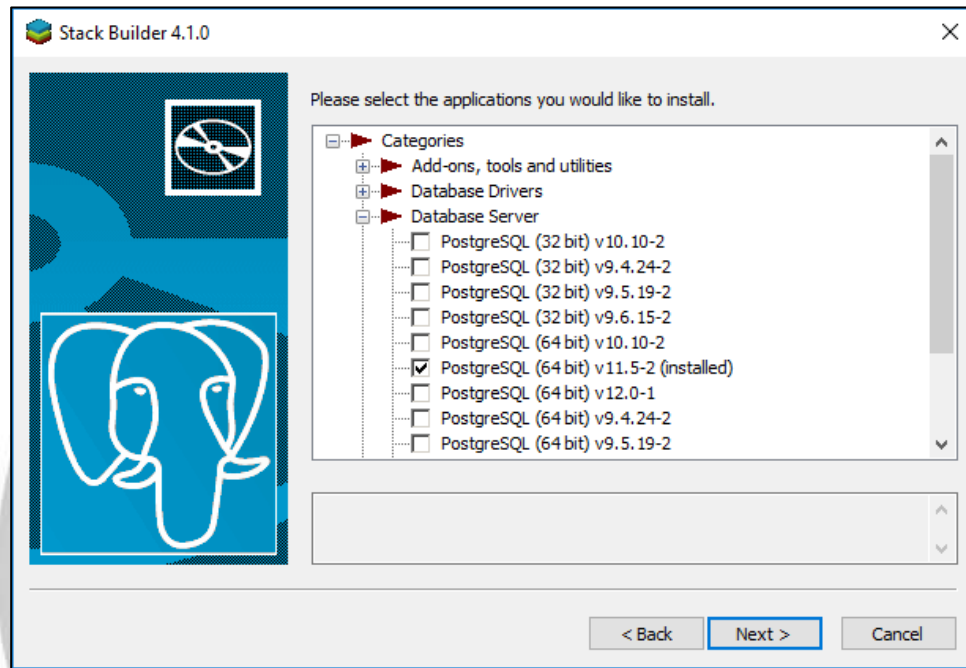 Stack Builder 4.1.0
Please select the applications you would like to install.
Categories
Add-ons, tools and utilities
Database Drivers
Database Server
PostgreSQL (32 bit) v10.10-2
PostgreSQL (32 bit) v9.4.24-2
PostgreSQL (32 bit) v9.5.19-2
PostgreSQL (32 bit) v9.6.15-2
PostgreSQL (64 bit) v10.10-2
PostgreSQL (64 bit) v11.5-2 (installed)
PostgreSQL (64 bit) v12.0-1
PostgreSQL (64 bit) v9.4.24-2
PostgreSQL (64 bit) v9.5.19-2
< Back
Next >
Cancel